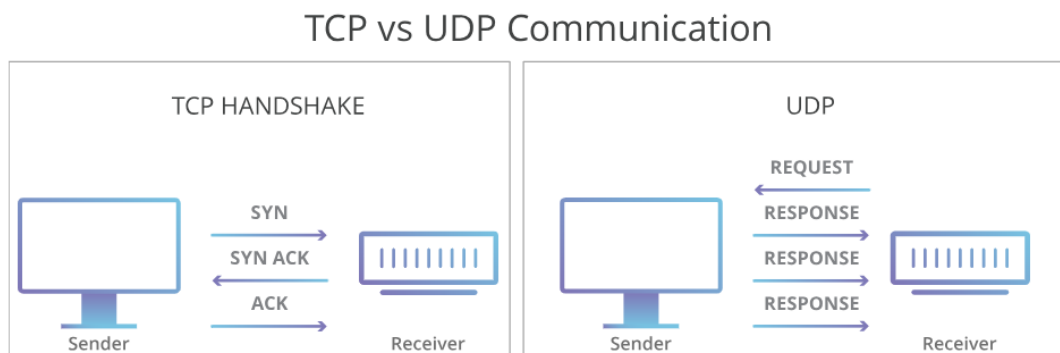 TCP vs UDP Communication
TCP HANDSHAKE
SYN
SYN ACK
ACK
Sender
Receiver
UDP
REQUEST
RESPONSE
RESPONSE
RESPONSE
Sender
Receiver